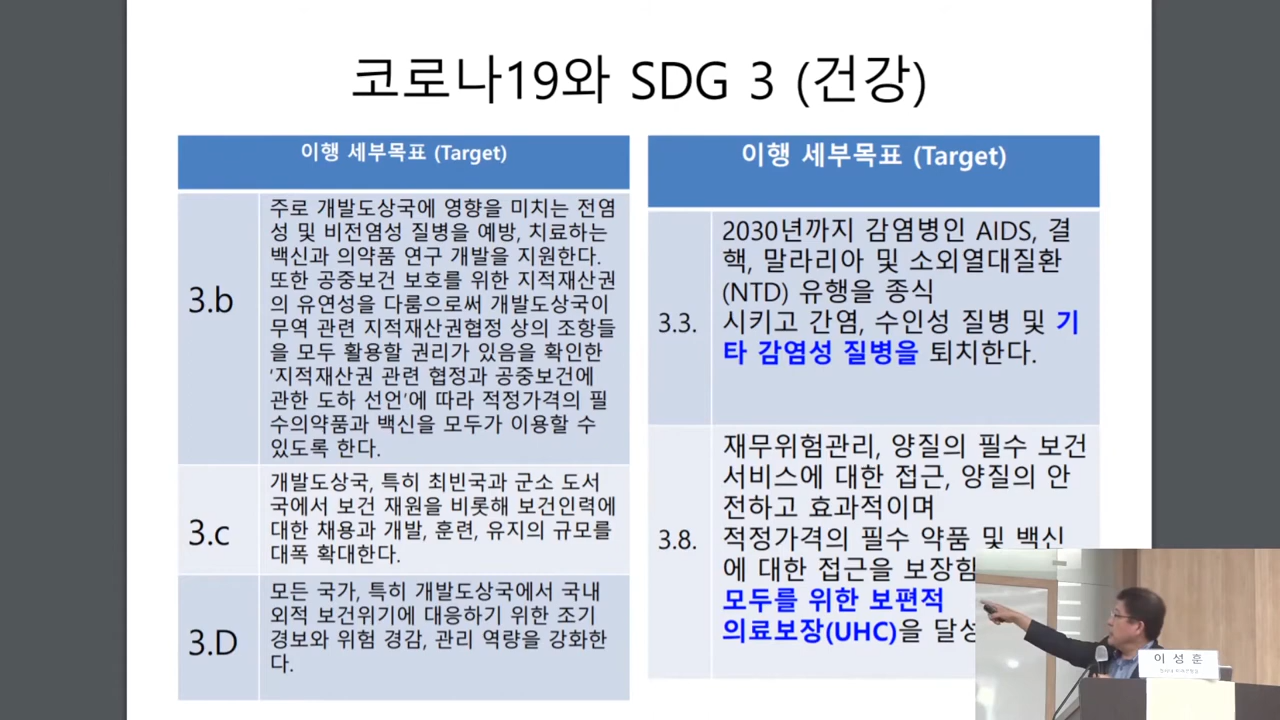 코로나19와 SDG 3 (건강)
이행 세부목표 (Target)
3.b
주로 개발도상국에 영향을 미치는 전염
성 및 비전염성 질병을 예방, 치료하는
백신과 의약품 연구 개발을 지원한다.
또한 공중보건 보호를 위한 지적재산권
의 유연성을 다룸으로써 개발도상국이
무역 관련 지적재산권협정 상의 조항들
을 모두 활용할 권리가 있음을 확인한
'지적재산권 관련 협정과 공중보건에
관한 도하 선언'에 따라 적정가격의 필
수의약품과 백신을 모두가 이용할 수
있도록 한다.
3.c
개발도상국, 특히 최빈국과 군소 도서
국에서 보건 재원을 비롯해 보건인력에
대한 채용과 개발, 훈련, 유지의 규모를
대폭 확대한다.
3.D
모든 국가, 특히 개발도상국에서 국내
외적 보건위기에 대응하기 위한 조기
경보와 위험 경감, 관리 역량을 강화한
다.
이행 세부목표 (Target)
3.3.
2030년까지 감염병인 AIDS, 결
핵, 말라리아 및 소외열대질환
(NTD) 유행을 종식
시키고 간염, 수인성 질병 및 기
타 감염성 질병을 퇴치한다.
3.8.
재무위험관리, 양질의 필수 보건
서비스에 대한 접근, 양질의 안
전하고 효과적이며
적정가격의 필수 약품 및 백신
에 대한 접근을 보장함
모두를 위한 보편적
의료보장(UHC)을 달성
이 성 훈